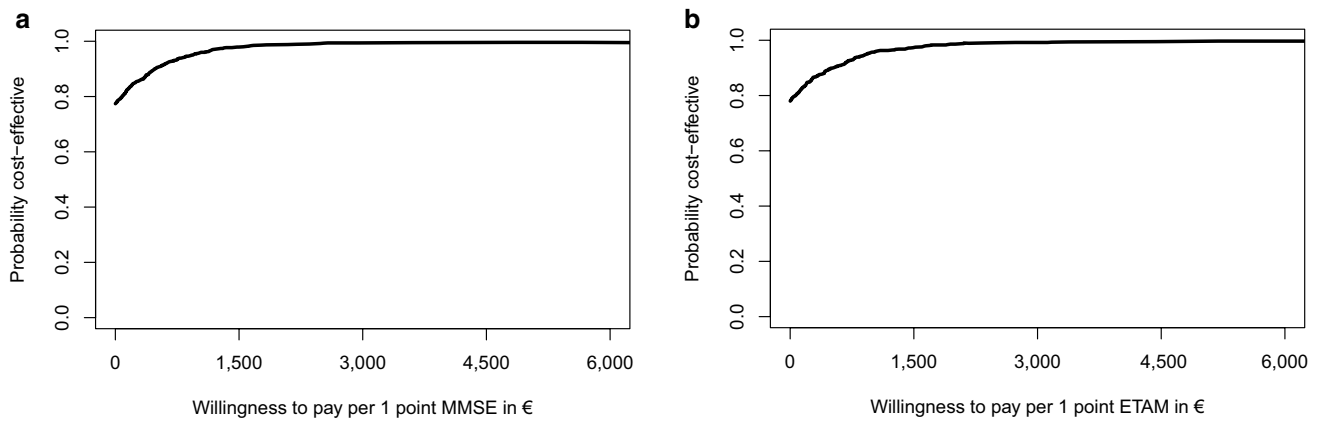 a
Probability cost−effective
1.0
0.8
0.6
0.4
0.2
0.0
0 1,500 3,000 4,500 6,000
Willingness to pay per 1 point MMSE in €
b
Probability cost−effective
1.0
0.8
0.6
0.4
0.2
0.0
0 1,500 3,000 4,500 6,000
Willingness to pay per 1 point ETAM in €